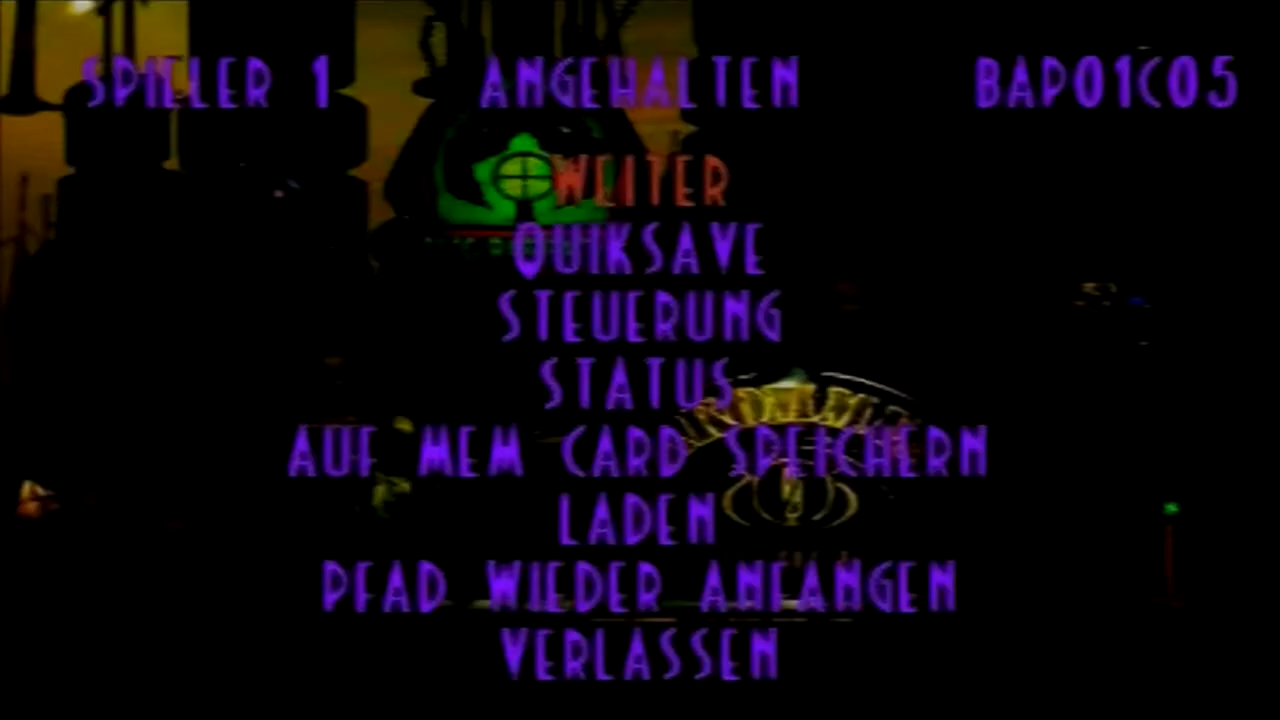 SPIELER 1 ANGEHALTEN BAP01C05
WEITER
QUIKSAVE
STEUERUNG
STATUS
AUF MEM CARD SPEICHERN
LADEN
PFAD WIEDER ANFANGEN
VERLASSEN